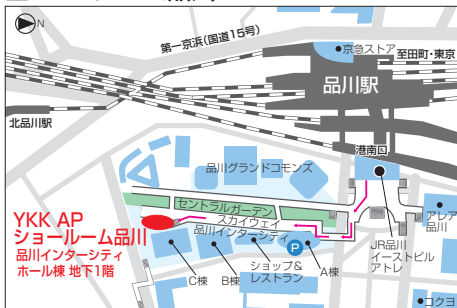 N
第一京浜(国道15号)
京急ストア
至田町・東京
品川駅
北品川駅
港南口
品川グランドコモンズ
セントラルガーデン
スカイウェイ
品川インターシティ
YKK AP
ショールーム品川
品川インターシティ
ホール棟 地下1階
アレア
品川
P
JR品川
イーストビル
アトレ
A棟
ショップ&
レストラン
B棟
C棟
コクヨ